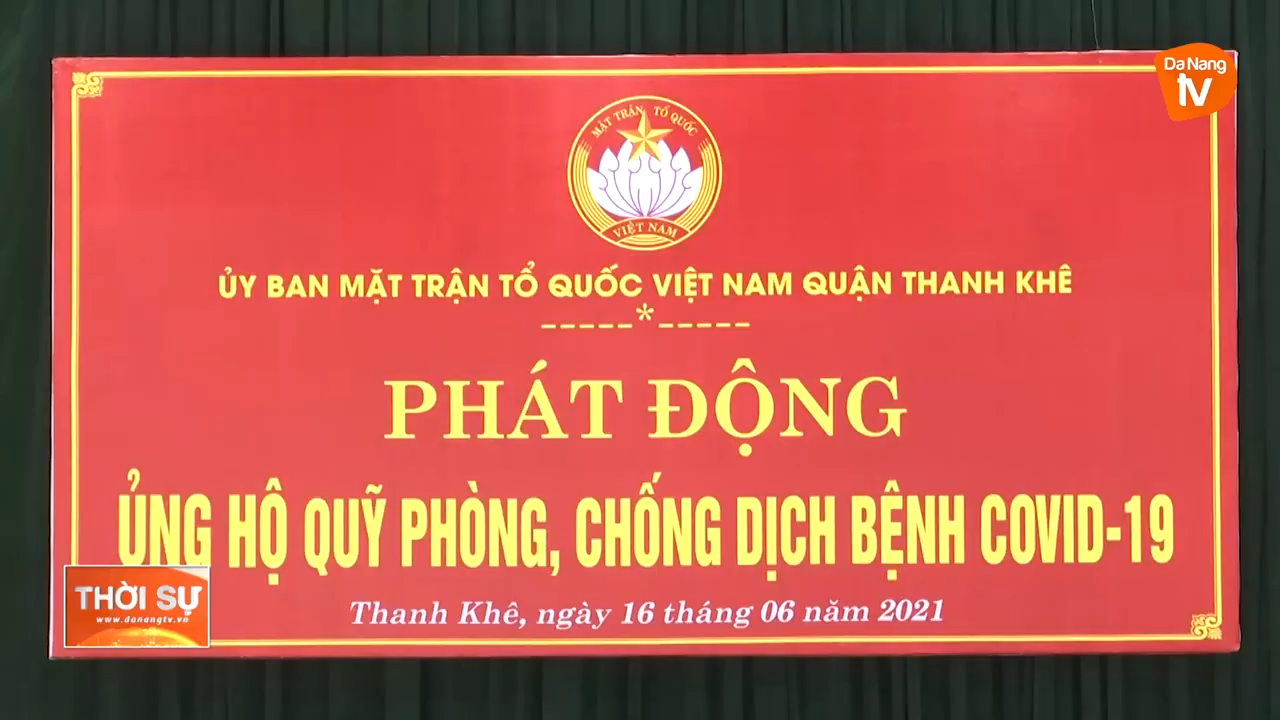 Da Nang
tv
MẶT TRẬN TỔ QUỐC
VIỆT NAM
ỦY BAN MẶT TRẬN TỔ QUỐC VIỆT NAM QUẬN THANH KHÊ
-----*-----
PHÁT ĐỘNG
ỦNG HỘ QUỸ PHÒNG, CHỐNG DỊCH BỆNH COVID-19
Thanh Khê, ngày 16 tháng 06 năm 2021
THỜI SỰ
www.danangtv.vn